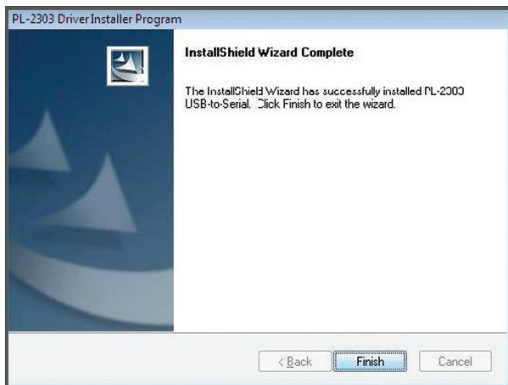 PL-2303 Driver Installer Program
InstallShield Wizard Complete
The InstallShield Wizard has successfully installed PL-2303
USB-to-Serial. Click Finish to exit the wizard.
< Back
Finish
Cancel